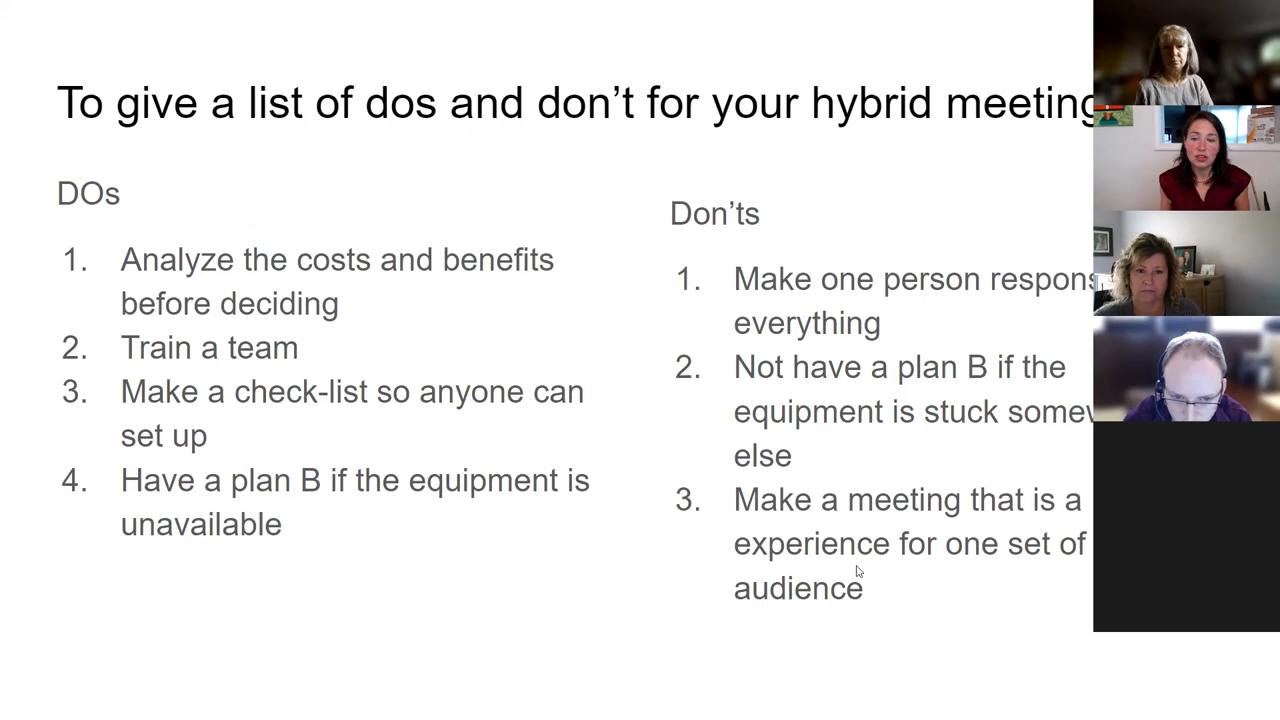 To give a list of dos and don’t for your hybrid meeting
DOs
1. Analyze the costs and benefits
before deciding
2. Train a team
3. Make a check-list so anyone can
set up
4. Have a plan B if the equipment is
unavailable
Don’ts
1. Make one person respons
everything
2. Not have a plan B if the
equipment is stuck somew
else
3. Make a meeting that is a
experience for one set of
audience